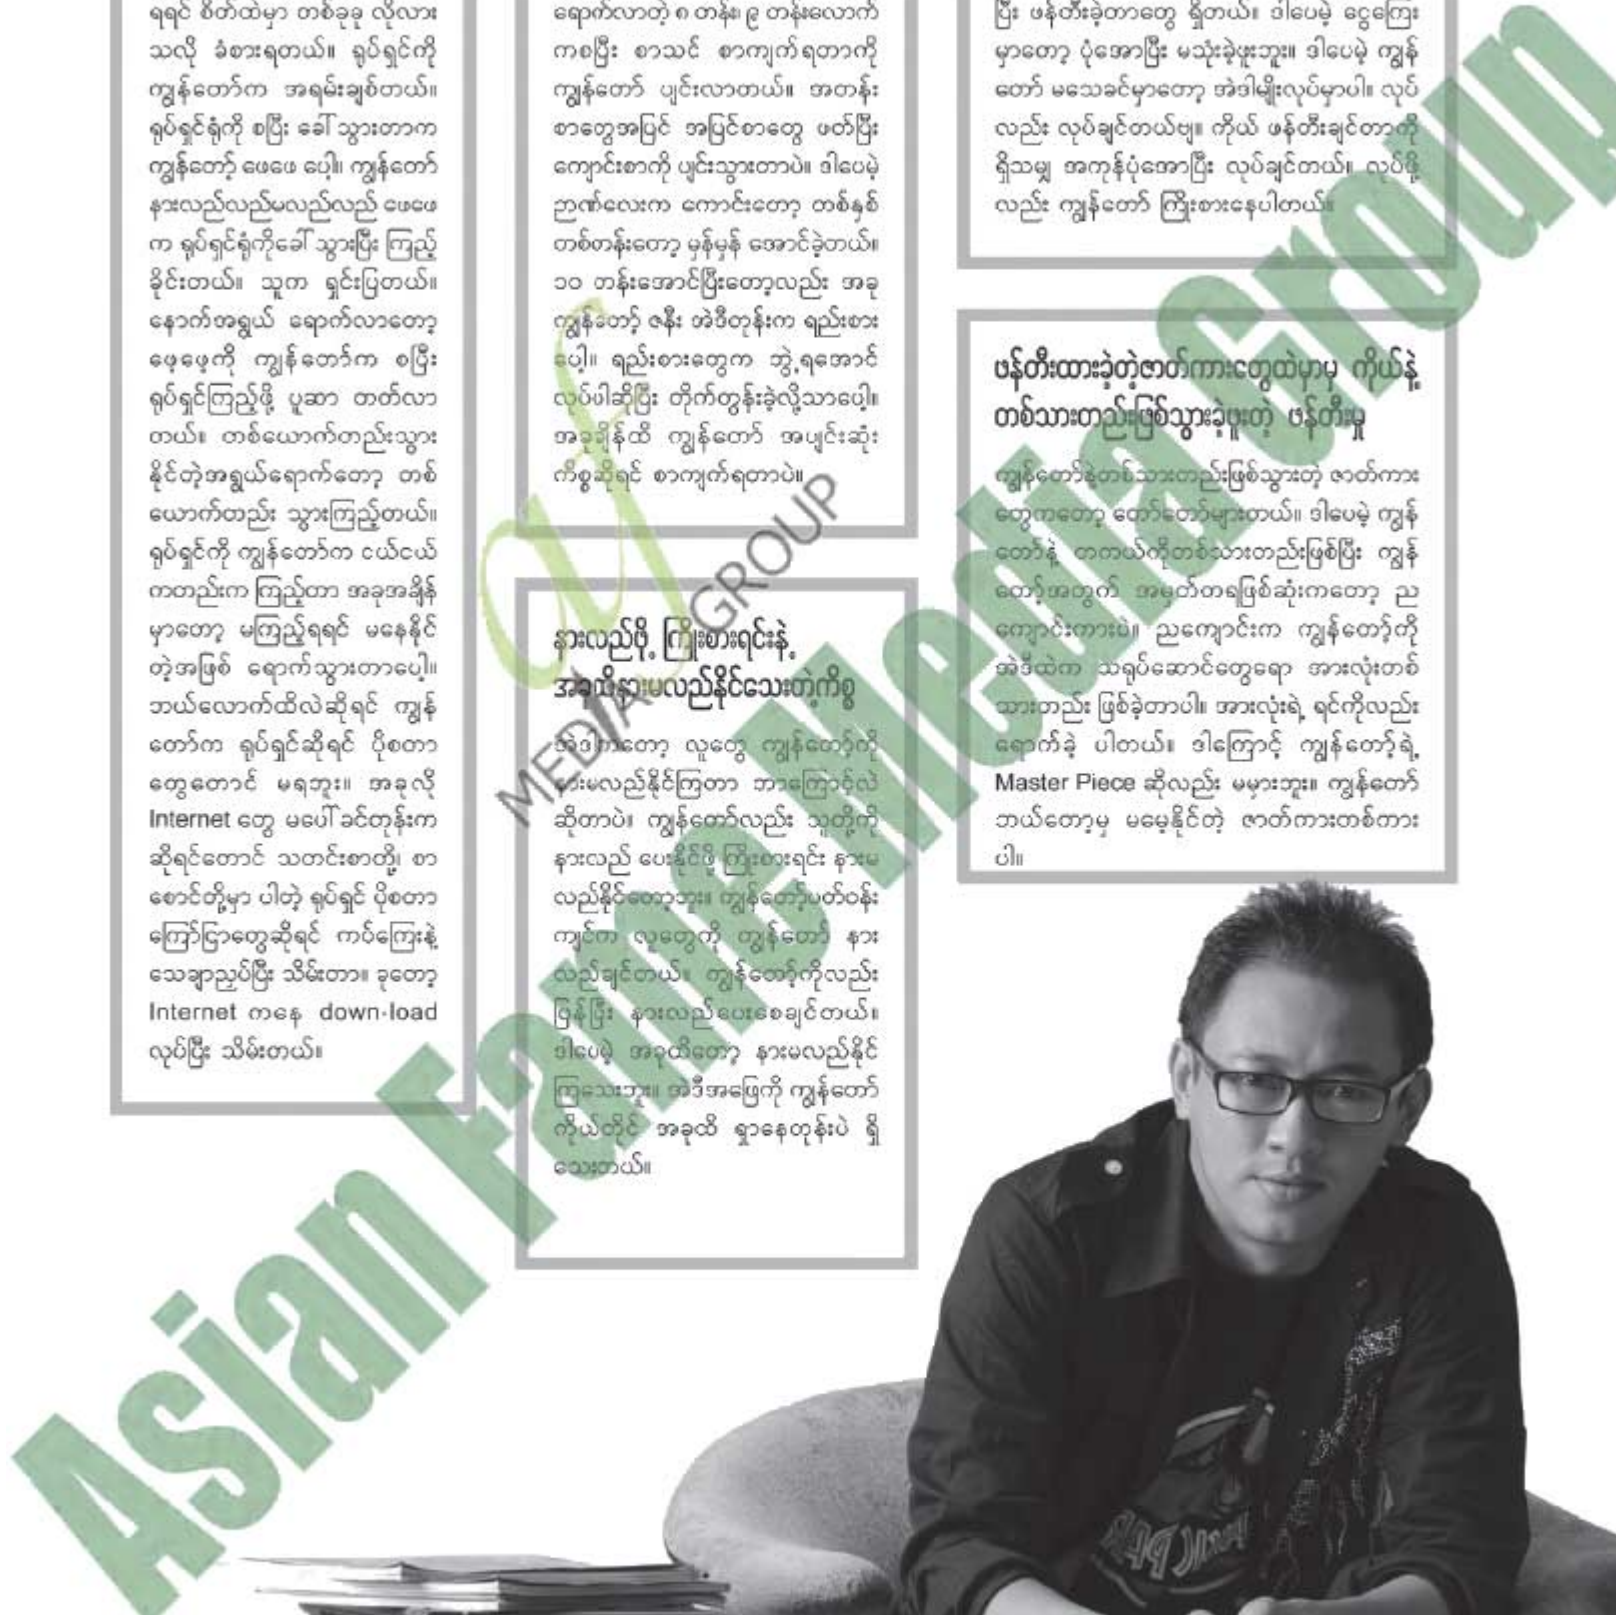 ရရင် စိတ်ထဲမှာ တစ်ခုခု လိုလား
သလို ခံစားရတယ်။ ရုပ်ရှင်ကို
ကျွန်တော်က အရမ်းချစ်တယ်။
ရုပ်ရှင်ရုံကို စပြီး ခေါ်သွားတာက
ကျွန်တော့် ဖေဖေ ပေါ့။ ကျွန်တော်
နားလည်လည်မလည်လည် ဖေဖေ
က ရုပ်ရှင်ရုံကိုခေါ်သွားပြီး ကြည့်
ခိုင်းတယ်။ သူက ရှင်းပြတယ်။
နောက်အရွယ် ရောက်လာတော့
ဖေ့ဖေ့ကို ကျွန်တော်က စပြီး
ရုပ်ရှင်ကြည့်ဖို့ ပူဆာ တတ်လာ
တယ်။ တစ်ယောက်တည်းသွား
နိုင်တဲ့အရွယ်ရောက်တော့ တစ်
ယောက်တည်း သွားကြည့်တယ်။
ရုပ်ရှင်ကို ကျွန်တော်က ငယ်ငယ်
ကတည်းက ကြည့်တာ အခုအချိန်
မှာတော့ မကြည့်ရရင် မနေနိုင်
တဲ့အဖြစ် ရောက်သွားတာပေါ့။
ဘယ်လောက်ထိလဲဆိုရင် ကျွန်
တော်က ရုပ်ရှင်ဆိုရင် ပိုစတာ
တွေတောင် မရဘူး။ အခုလို
Internet တွေ မပေါ်ခင်တုန်းက
ဆိုရင်တောင် သတင်းစာတို့၊ စာ
စောင်တို့မှာ ပါတဲ့ ရုပ်ရှင် ပိုစတာ
ကြော်ငြာတွေဆိုရင် ကပ်ကြေးနဲ့
သေချာညှပ်ပြီး သိမ်းတာ။ ခုတော့
Internet ကနေ down-load
လုပ်ပြီး သိမ်းတယ်။
ရောက်လာတဲ့ ၈ တန်း၊ ၉ တန်းလောက်
ကစပြီး စာသင် စာကျက်ရတာကို
ကျွန်တော် ပျင်းလာတယ်။ အတန်း
စာတွေအပြင် အပြင်စာတွေ ဖတ်ပြီး
ကျောင်းစာကို ပျင်းသွားတာပဲ။ ဒါပေမဲ့
ဉာဏ်လေးက ကောင်းတော့ တစ်နှစ်
တစ်တန်းတော့ မှန်မှန် အောင်ခဲ့တယ်။
၁၀ တန်းအောင်ပြီးတော့လည်း အခု
ကျွန်တော့် ဇနီး အဲဒီတုန်းက ရည်းစား
ပေါ့။ ရည်းစားတွေက ဘွဲ့ရအောင်
လုပ်ပါဆိုပြီး တိုက်တွန်းခဲ့လို့သာပေါ့။
အခုချိန်ထိ ကျွန်တော် အပျင်းဆုံး
ကိစ္စဆိုရင် စာကျက်ရတာပဲ။
နားလည်ဖို့ ကြိုးစားရင်းနဲ့
အခုထိနားမလည်နိုင်သေးတဲ့ကိစ္စ
အဲဒါကတော့ လူတွေ ကျွန်တော့်ကို
နားမလည်နိုင်ကြတာ ဘာကြောင့်လဲ
ဆိုတာပဲ။ ကျွန်တော်လည်း သူတို့ကို
နားလည် ပေးနိုင်ဖို့ ကြိုးစားရင်း နားမ
လည်နိုင်တော့ဘူး။ ကျွန်တော့်ပတ်ဝန်း
ကျင်က လူတွေကို ကျွန်တော် နား
လည်ချင်တယ်။ ကျွန်တော့်ကိုလည်း
ပြန်ပြီး နားလည်ပေးစေချင်တယ်။
ဒါပေမဲ့ အခုထိတော့ နားမလည်နိုင်
ကြသေးဘူး။ အဲဒီအဖြေကို ကျွန်တော်
ကိုယ်တိုင် အခုထိ ရှာနေတုန်းပဲ ရှိ
သေးတယ်။
ပြီး ဖန်တီးခဲ့တာတွေ ရှိတယ်။ ဒါပေမဲ့ ငွေကြေး
မှာတော့ ပုံအောပြီး မသုံးခဲ့ဖူးဘူး။ ဒါပေမဲ့ ကျွန်
တော် မသေခင်မှာတော့ အဲဒါမျိုးလုပ်မှာပါ။ လုပ်
လည်း လုပ်ချင်တယ်ဗျ။ ကိုယ် ဖန်တီးချင်တာကို
ရှိသမျှ အကုန်ပုံအောပြီး လုပ်ချင်တယ်။ လုပ်ဖို့
လည်း ကျွန်တော် ကြိုးစားနေပါတယ်။
ဖန်တီးထားခဲ့တဲ့ဇာတ်ကားတွေထဲမှာမှ ကိုယ်နဲ့
တစ်သားတည်းဖြစ်သွားခဲ့ဖူးတဲ့ ဖန်တီးမှု
ကျွန်တော်နဲ့တစ်သားတည်းဖြစ်သွားတဲ့ ဇာတ်ကား
တွေကတော့ တော်တော်များတယ်။ ဒါပေမဲ့ ကျွန်
တော်နဲ့ တကယ်ကိုတစ်သားတည်းဖြစ်ပြီး ကျွန်
တော့်အတွက် အမှတ်တရဖြစ်ဆုံးကတော့ ည
ကျောင်းကားပဲ။ ညကျောင်းက ကျွန်တော့်ကို
အဲဒီထဲက သရုပ်ဆောင်တွေရော အားလုံးတစ်
သားတည်း ဖြစ်ခဲ့တာပါ။ အားလုံးရဲ့ ရင်ကိုလည်း
ရောက်ခဲ့ ပါတယ်။ ဒါကြောင့် ကျွန်တော့်ရဲ့
Master Piece ဆိုလည်း မမှားဘူး။ ကျွန်တော်
ဘယ်တော့မှ မမေ့နိုင်တဲ့ ဇာတ်ကားတစ်ကား
ပါ။
af
MEDIA GROUP
Asian Fame Media Group